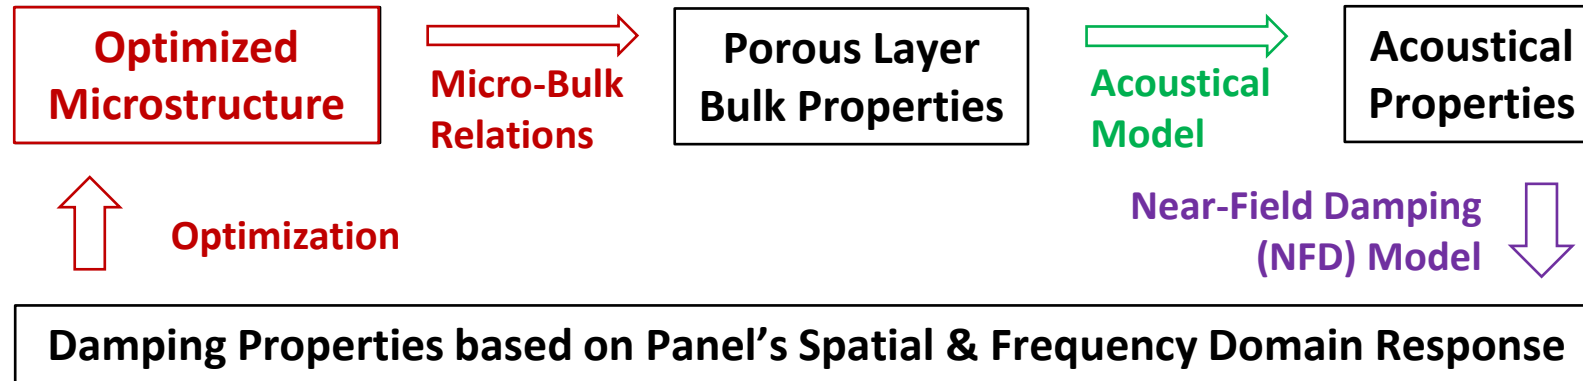 Optimized
Microstructure
Micro-Bulk
Relations
Porous Layer
Bulk Properties
Acoustical
Model
Acoustical
Properties
Optimization
Near-Field Damping
(NFD) Model
Damping Properties based on Panel’s Spatial & Frequency Domain Response